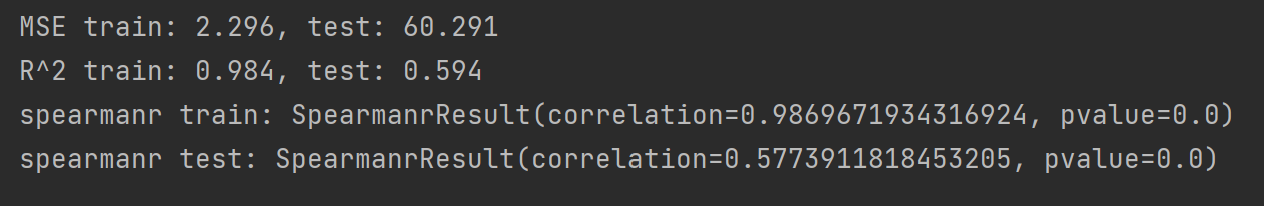 MSE train: 2.296, test: 60.291
R^2 train: 0.984, test: 0.594
spearmanr train: SpearmanrResult(correlation=0.9869671934316924, pvalue=0.0)
spearmanr test: SpearmanrResult(correlation=0.5773911818453205, pvalue=0.0)